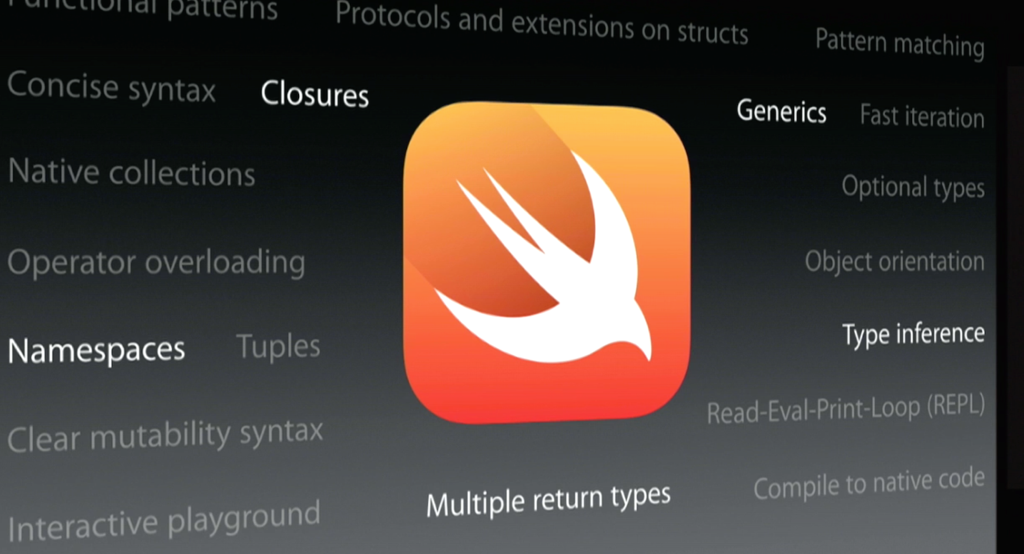 Functional patterns
Protocols and extensions on structs
Pattern matching
Concise syntax
Closures
Generics
Fast iteration
Native collections
Optional types
Operator overloading
Object orientation
Namespaces
Tuples
Type inference
Clear mutability syntax
Read-Eval-Print-Loop (REPL)
Interactive playground
Multiple return types
Compile to native code